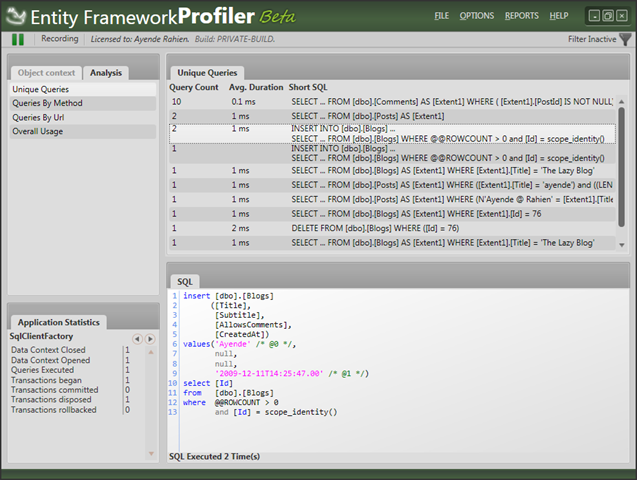 Entity FrameworkProfiler Beta
FILE OPTIONS REPORTS HELP
Recording Licensed to: Ayende Rahien. Build: PRIVATE-BUILD. Filter Inactive
Object context Analysis
Unique Queries
Queries By Method
Queries By Url
Overall Usage
Unique Queries
Query Count Avg. Duration Short SQL
10 0.1 ms SELECT ... FROM [dbo].[Comments] AS [Extent1] WHERE ( [Extent1].[PostId] IS NOT NULL)
2 1 ms SELECT ... FROM [dbo].[Posts] AS [Extent1]
2 1 ms INSERT INTO [dbo].[Blogs] ...
SELECT ... FROM [dbo].[Blogs] WHERE @@ROWCOUNT > 0 and [Id] = scope_identity()
1 INSERT INTO [dbo].[Blogs] ...
SELECT ... FROM [dbo].[Blogs] WHERE @@ROWCOUNT > 0 and [Id] = scope_identity()
1 1 ms SELECT ... FROM [dbo].[Blogs] AS [Extent1] WHERE [Extent1].[Title] = 'The Lazy Blog'
1 1 ms SELECT ... FROM [dbo].[Posts] AS [Extent1] WHERE ([Extent1].[Title] = 'ayende') and ((LEN
1 1 ms SELECT ... FROM [dbo].[Posts] AS [Extent1] WHERE (N'Ayende @ Rahien' = [Extent1].[Title
1 1 ms SELECT ... FROM [dbo].[Blogs] AS [Extent1] WHERE [Extent1].[Id] = 76
1 2 ms DELETE FROM [dbo].[Blogs] WHERE ([Id] = 76)
1 1 ms SELECT ... FROM [dbo].[Blogs] AS [Extent1] WHERE [Extent1].[Title] = 'The Lazy Blog'
SQL
1 insert [dbo].[Blogs]
2 ([Title],
3 [Subtitle],
4 [AllowsComments],
5 [CreatedAt])
6 values('Ayende' /* @0 */,
7 null,
8 null,
9 '2009-12-11T14:25:47.00' /* @1 */)
10 select [Id]
11 from [dbo].[Blogs]
12 where @@ROWCOUNT > 0
13 and [Id] = scope_identity()
SQL Executed 2 Time(s)
Application Statistics
SqlClientFactory
Data Context Closed 1
Data Context Opened 1
Queries Executed 1
Transactions began 1
Transactions committed 0
Transactions disposed 1
Transactions rollbacked 0